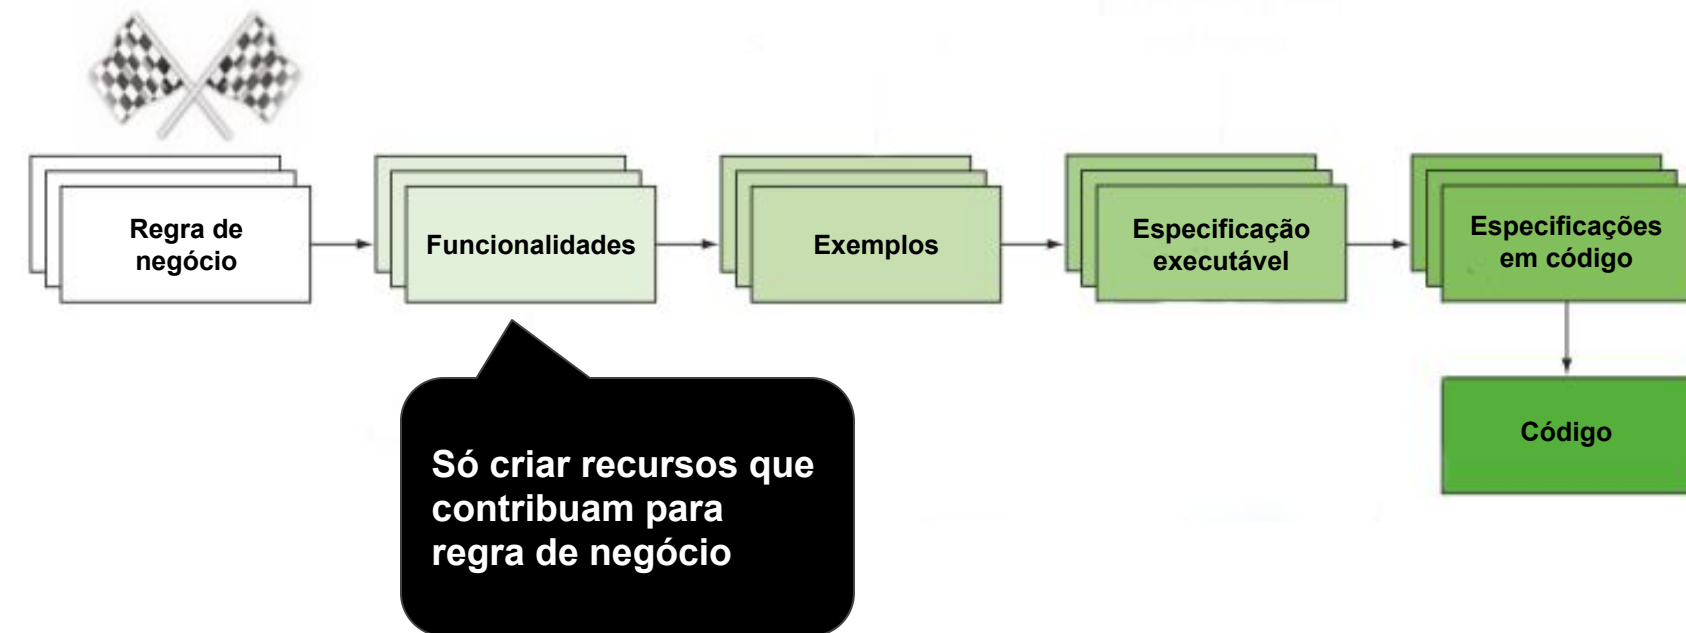 Regra de
negócio
Funcionalidades
Exemplos
Especificação
executável
Especificações
em código
Código
Só criar recursos que
contribuam para
regra de negócio